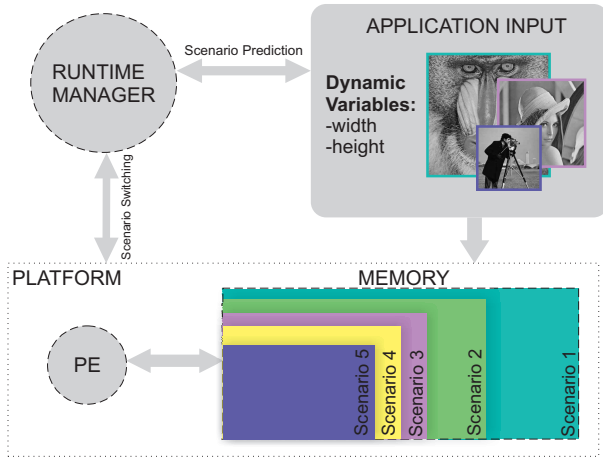 Scenario Prediction
RUNTIME
MANAGER
APPLICATION INPUT
Dynamic
Variables:
-width
-height
Scenario Switching
PLATFORM
MEMORY
PE
Scenario 5
Scenario 4
Scenario 3
Scenario 2
Scenario 1